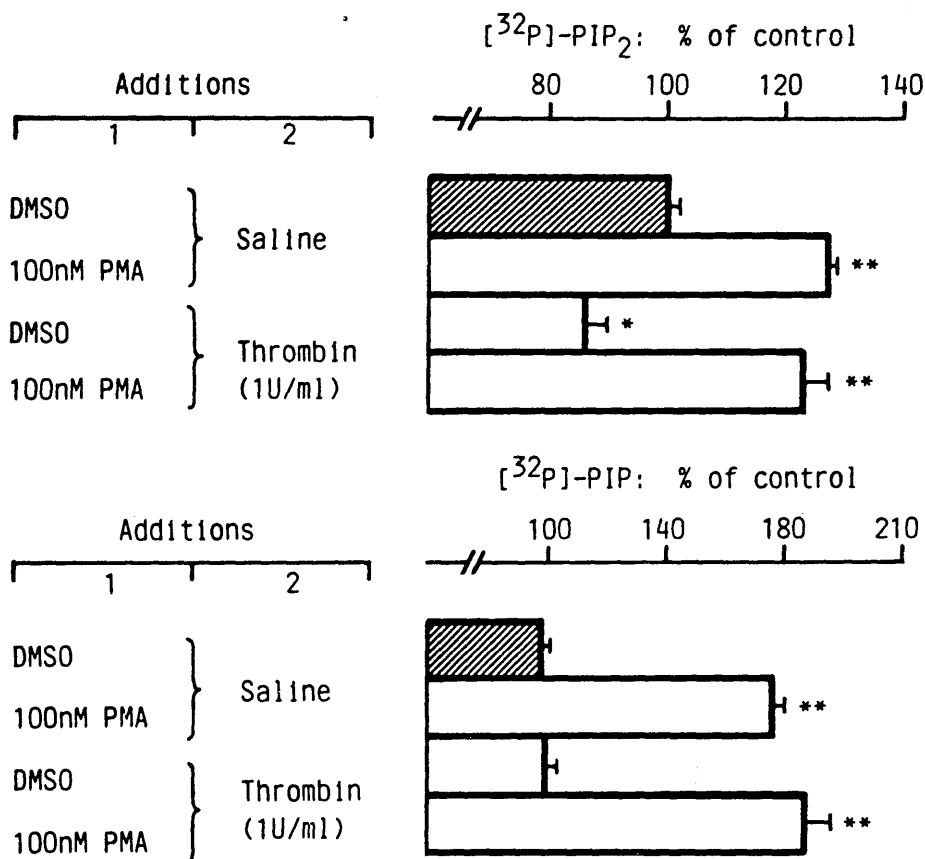 [³²P]-PIP₂: % of control
Additions
80 100 120 140
1 2
DMSO
Saline
100nM PMA
**
DMSO
*
Thrombin
100nM PMA
(1U/ml)
**
[³²P]-PIP: % of control
Additions
100 140 180 210
1 2
DMSO
Saline
100nM PMA
**
DMSO
Thrombin
100nM PMA
(1U/ml)
**